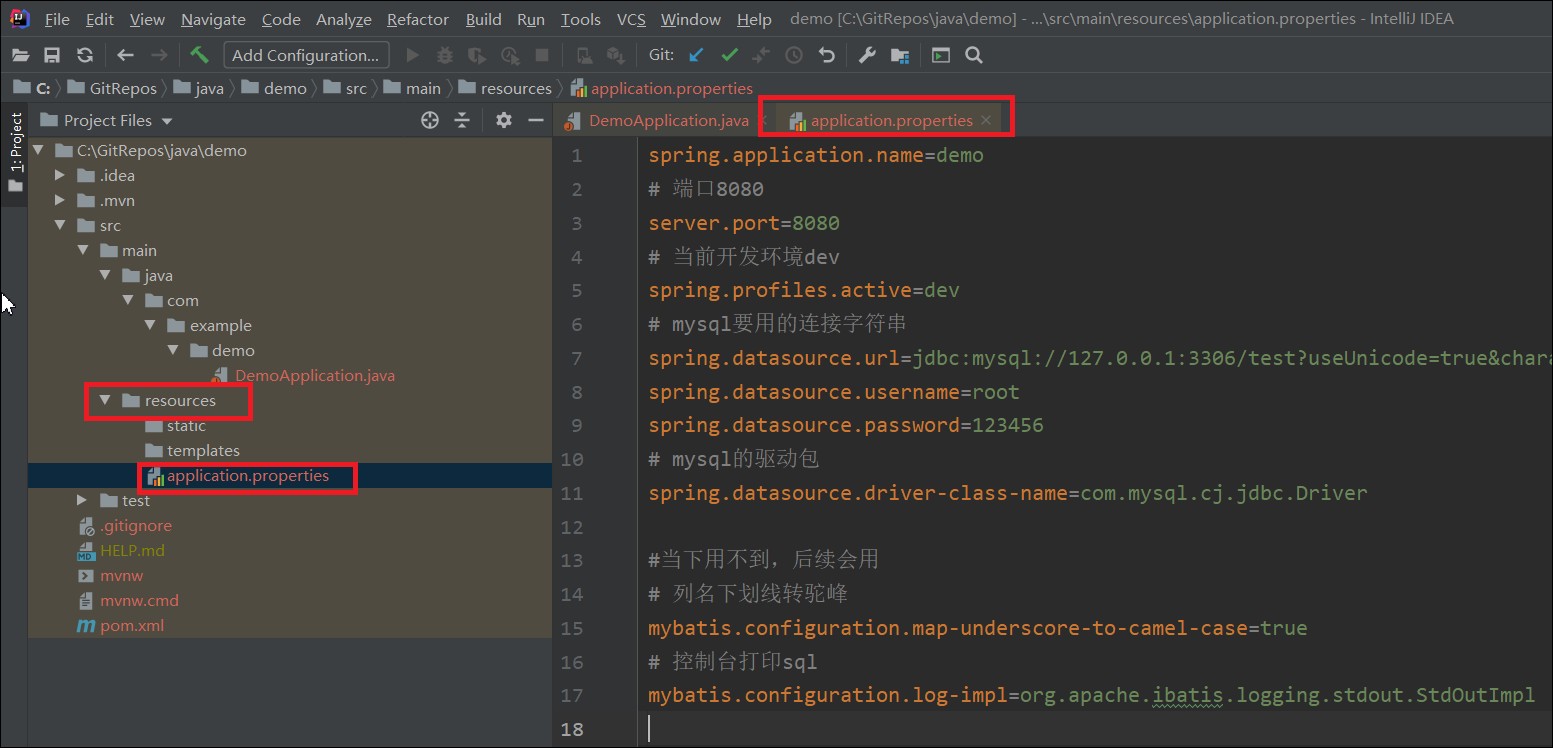 File Edit View Navigate Code Analyze Refactor Build Run Tools VCS Window Help demo [C:\GitRepos\java\demo] - ...\src\main\resources\application.properties - IntelliJ IDEA
Add Configuration... Git:
C: GitRepos java demo src main resources application.properties
1: Project
Project Files
DemoApplication.java application.properties
C:\GitRepos\java\demo
.idea
.mvn
src
main
java
com
example
demo
DemoApplication.java
resources
static
templates
application.properties
test
.gitignore
HELP.md
mvnw
mvnw.cmd
pom.xml
1 spring.application.name=demo
2 # 端口8080
3 server.port=8080
4 # 当前开发环境dev
5 spring.profiles.active=dev
6 # mysql要用的连接字符串
7 spring.datasource.url=jdbc:mysql://127.0.0.1:3306/test?useUnicode=true&chara
8 spring.datasource.username=root
9 spring.datasource.password=123456
10 # mysql的驱动包
11 spring.datasource.driver-class-name=com.mysql.cj.jdbc.Driver
12
13 #当下用不到，后续会用
14 # 列名下划线转驼峰
15 mybatis.configuration.map-underscore-to-camel-case=true
16 # 控制台打印sql
17 mybatis.configuration.log-impl=org.apache.ibatis.logging.stdout.StdOutImpl
18